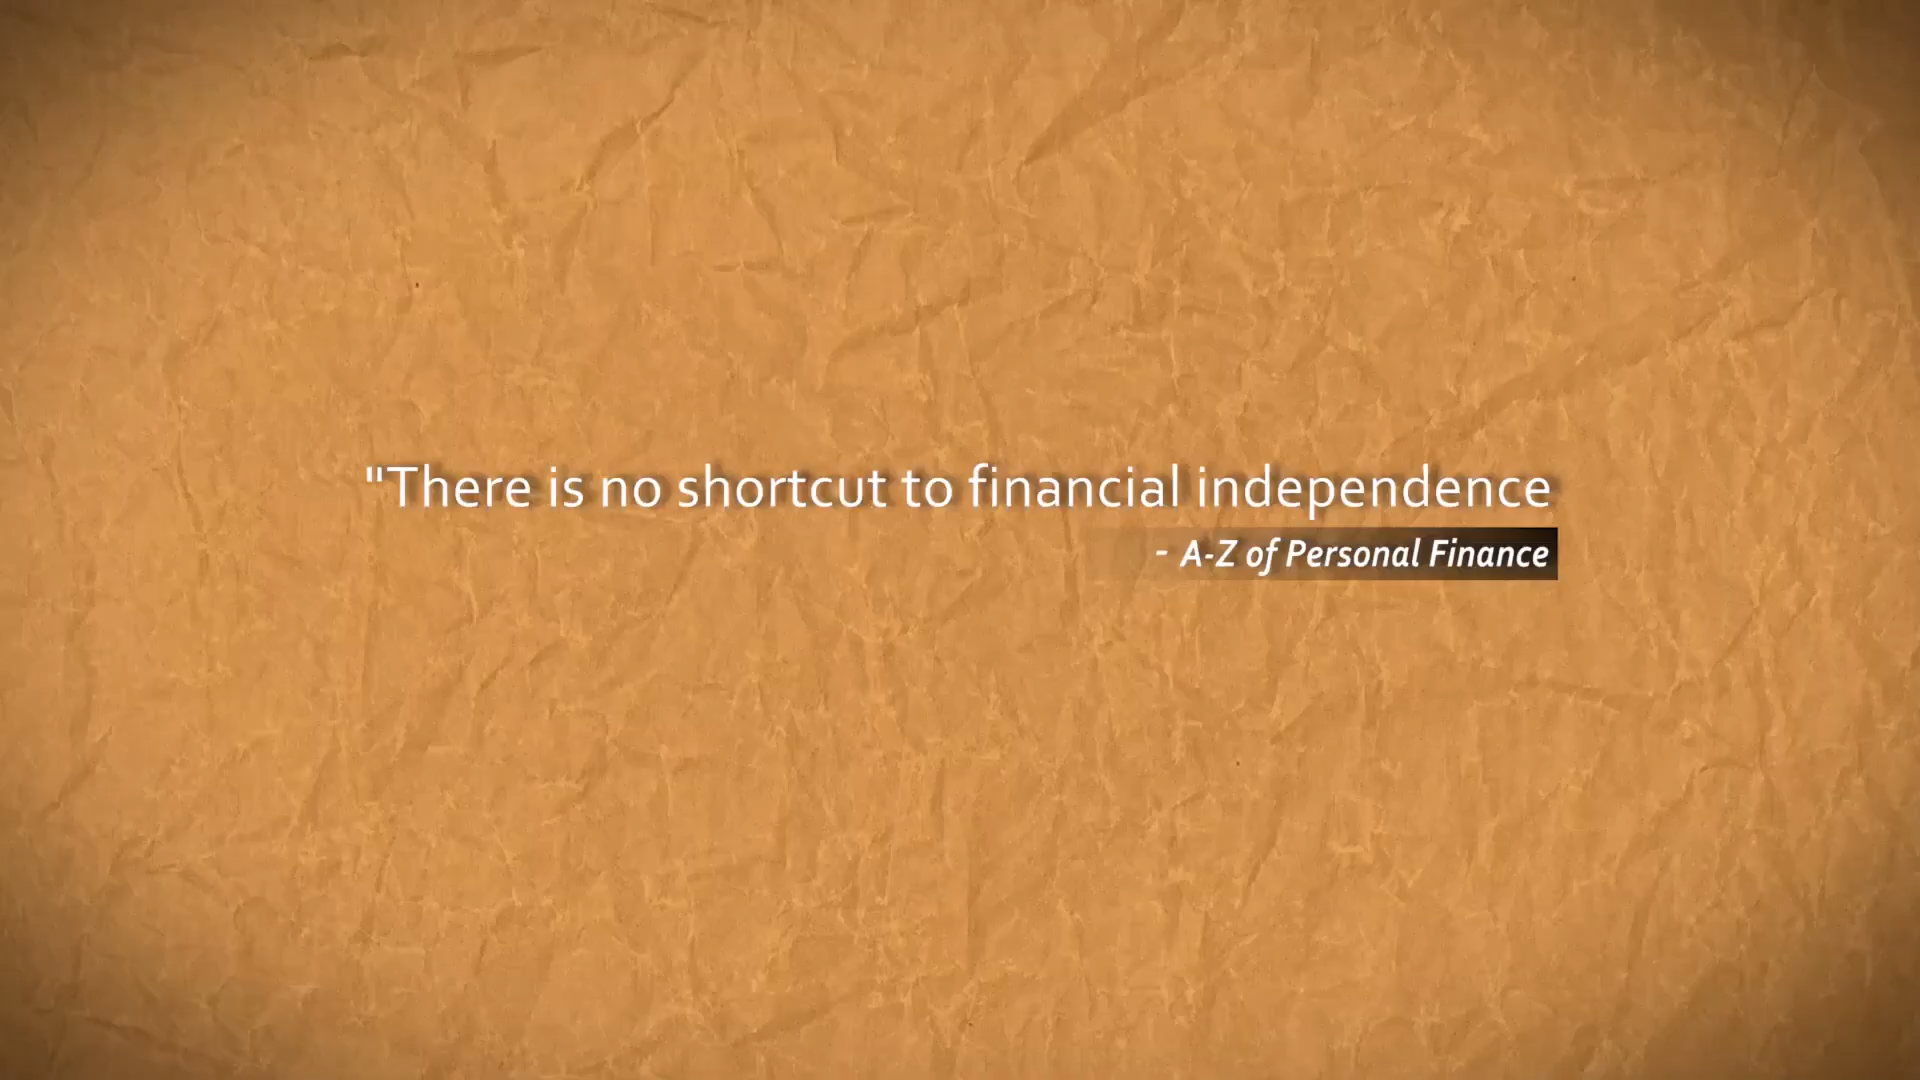 "There is no shortcut to financial independence
- A-Z of Personal Finance